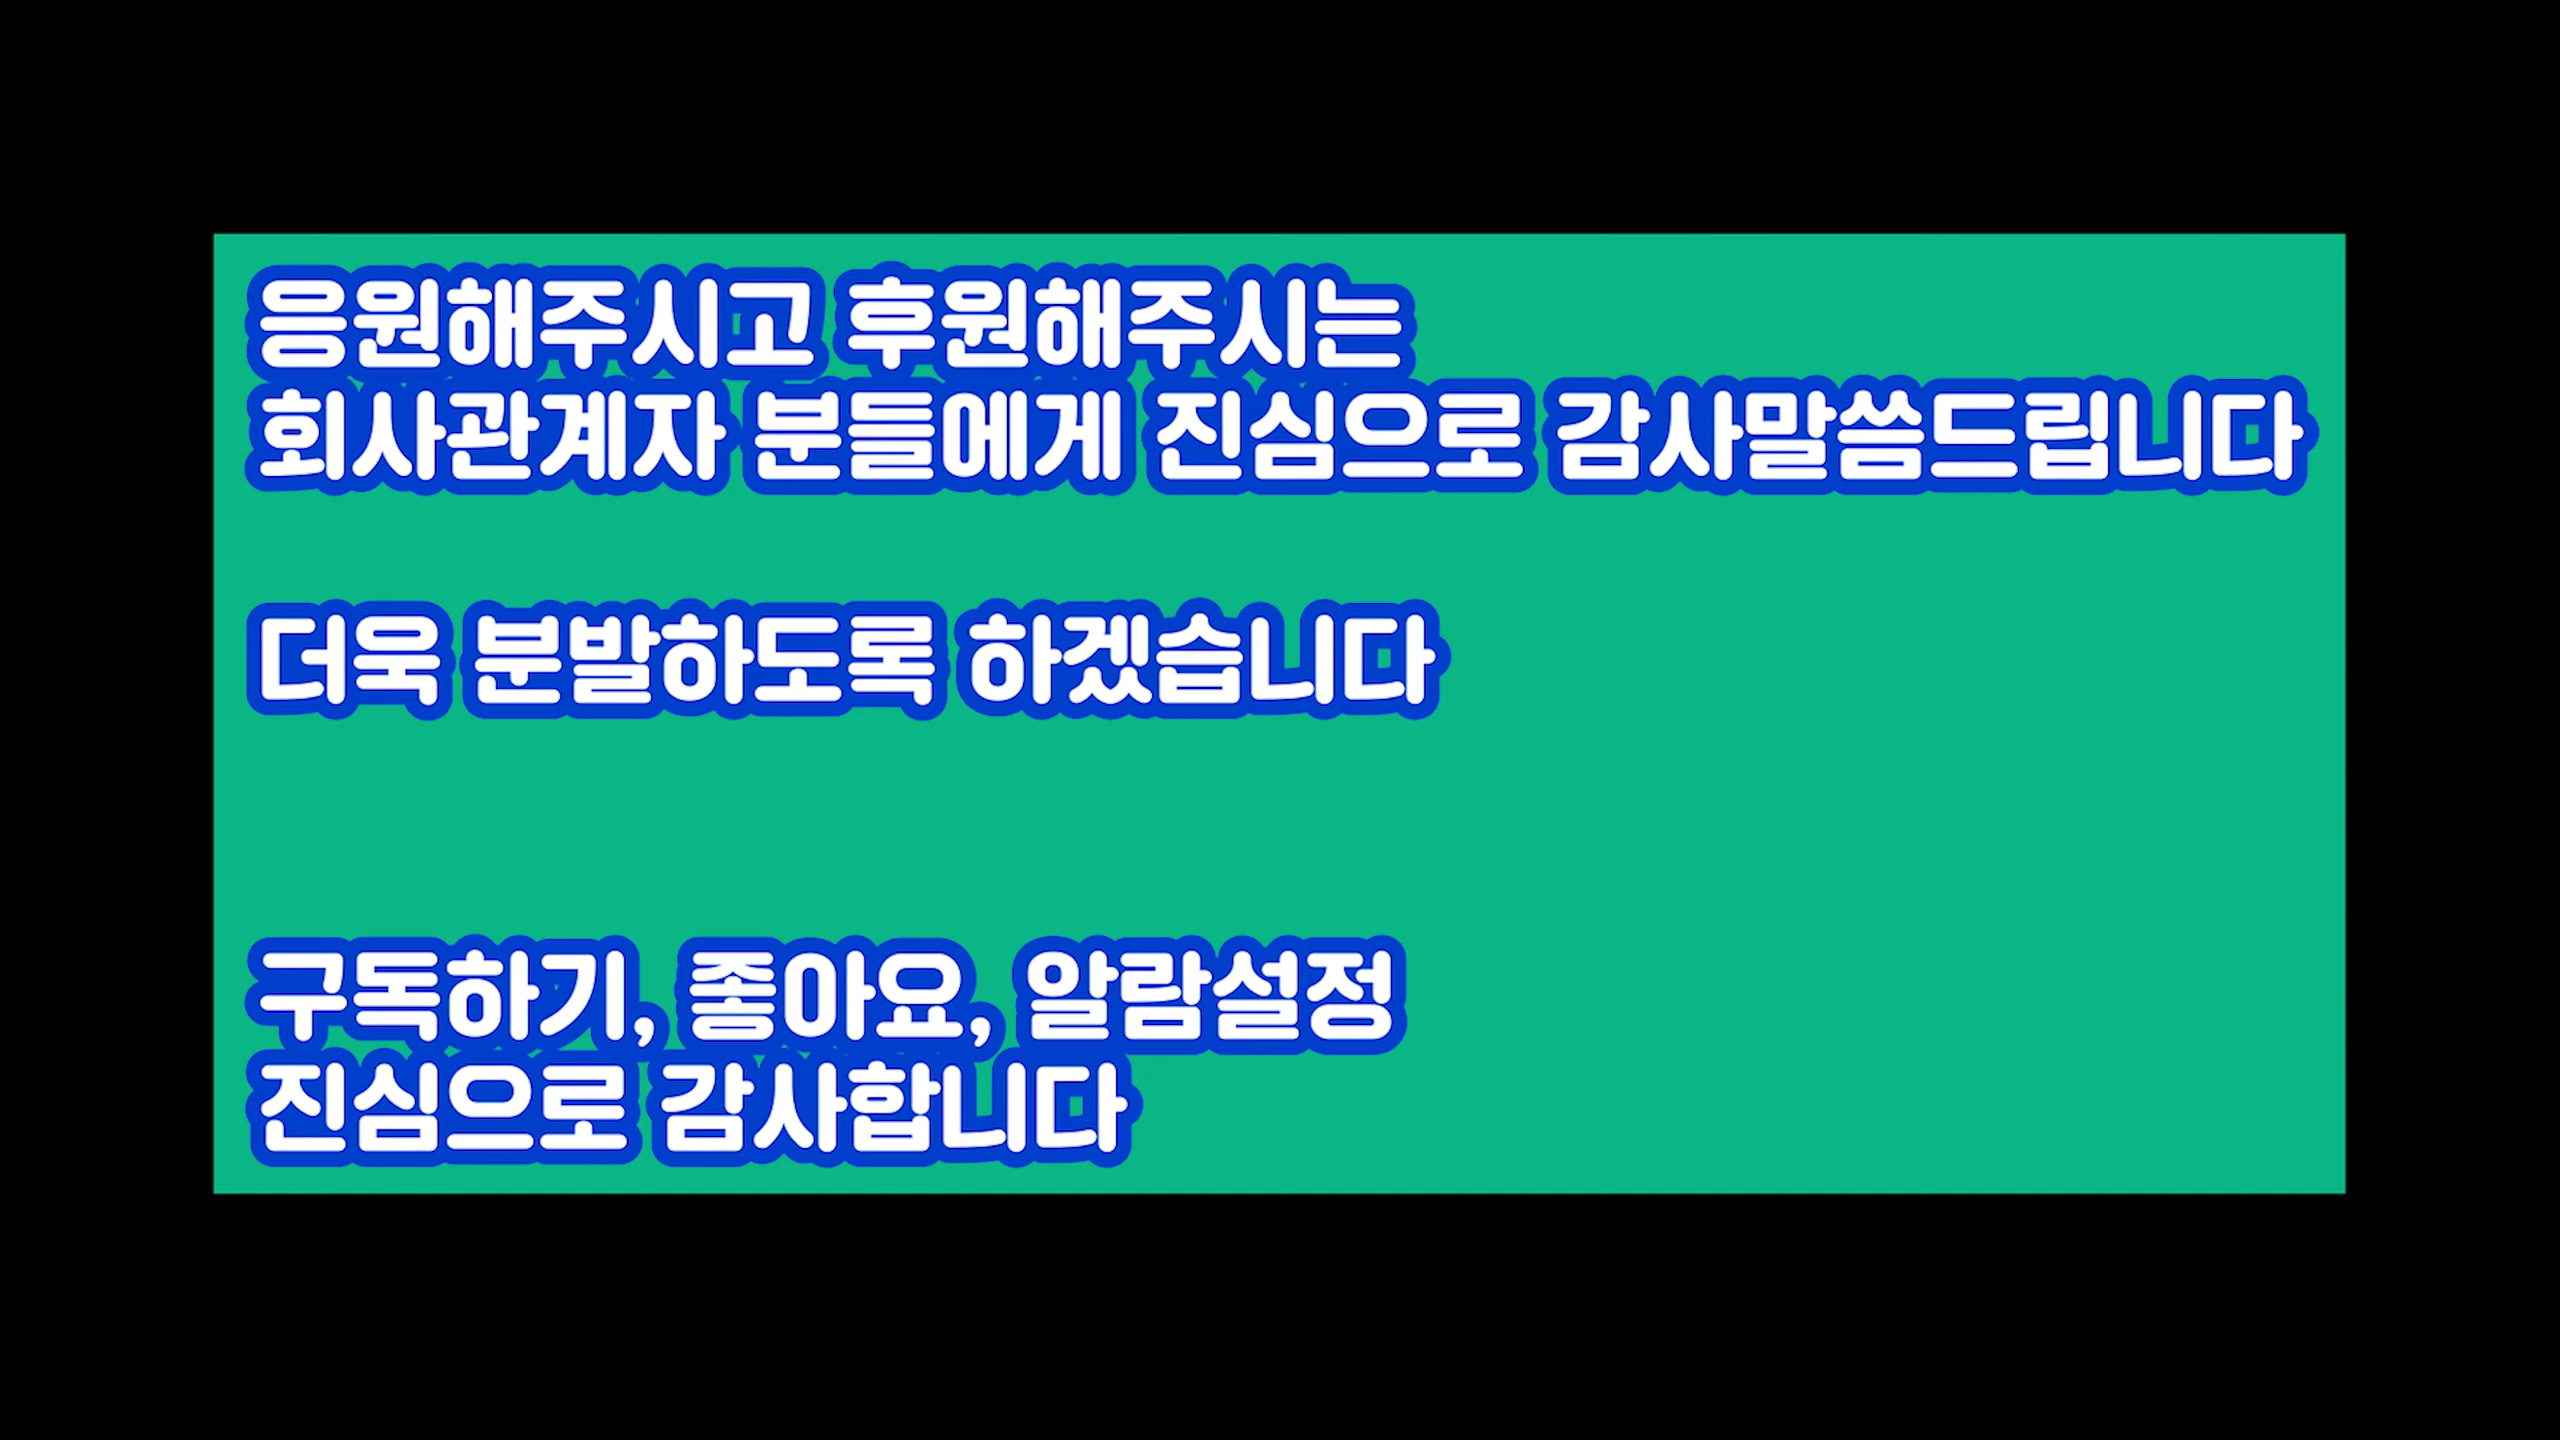 응원해주시고 후원해주시는
회사관계자 분들에게 진심으로 감사말씀드립니다
더욱 분발하도록 하겠습니다
구독하기, 좋아요, 알람설정
진심으로 감사합니다